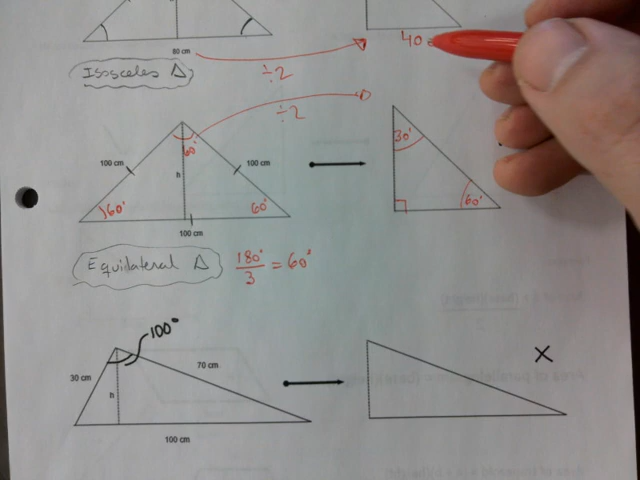 80 cm
40
÷2
Isosceles Δ
÷2
60°
30°
100 cm
100 cm
h
60°
60°
60°
100 cm
Equilateral Δ
180°
3
= 60°
100°
30 cm
70 cm
h
100 cm
X